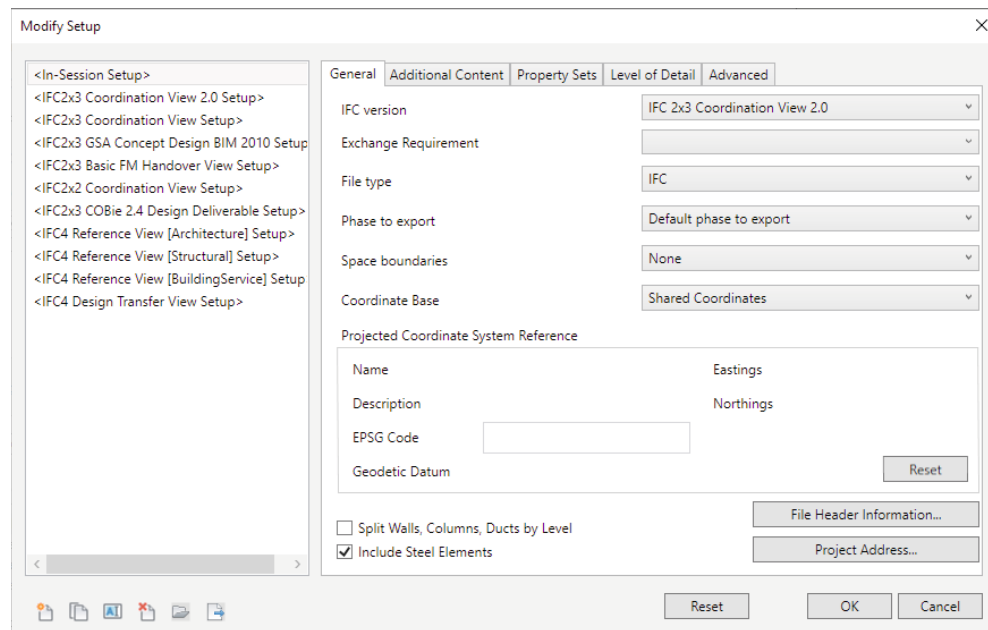 Modify Setup
<In-Session Setup>
<IFC2x3 Coordination View 2.0 Setup>
<IFC2x3 Coordination View Setup>
<IFC2x3 GSA Concept Design BIM 2010 Setup
<IFC2x3 Basic FM Handover View Setup>
<IFC2x2 Coordination View Setup>
<IFC2x3 COBie 2.4 Design Deliverable Setup>
<IFC4 Reference View [Architecture] Setup>
<IFC4 Reference View [Structural] Setup>
<IFC4 Reference View [BuildingService] Setup
<IFC4 Design Transfer View Setup>
General Additional Content Property Sets Level of Detail Advanced
IFC version IFC 2x3 Coordination View 2.0
Exchange Requirement
File type IFC
Phase to export Default phase to export
Space boundaries None
Coordinate Base Shared Coordinates
Projected Coordinate System Reference
Name Eastings
Description Northings
EPSG Code
Geodetic Datum Reset
File Header Information...
Split Walls, Columns, Ducts by Level
Include Steel Elements Project Address...
AI
Reset OK Cancel